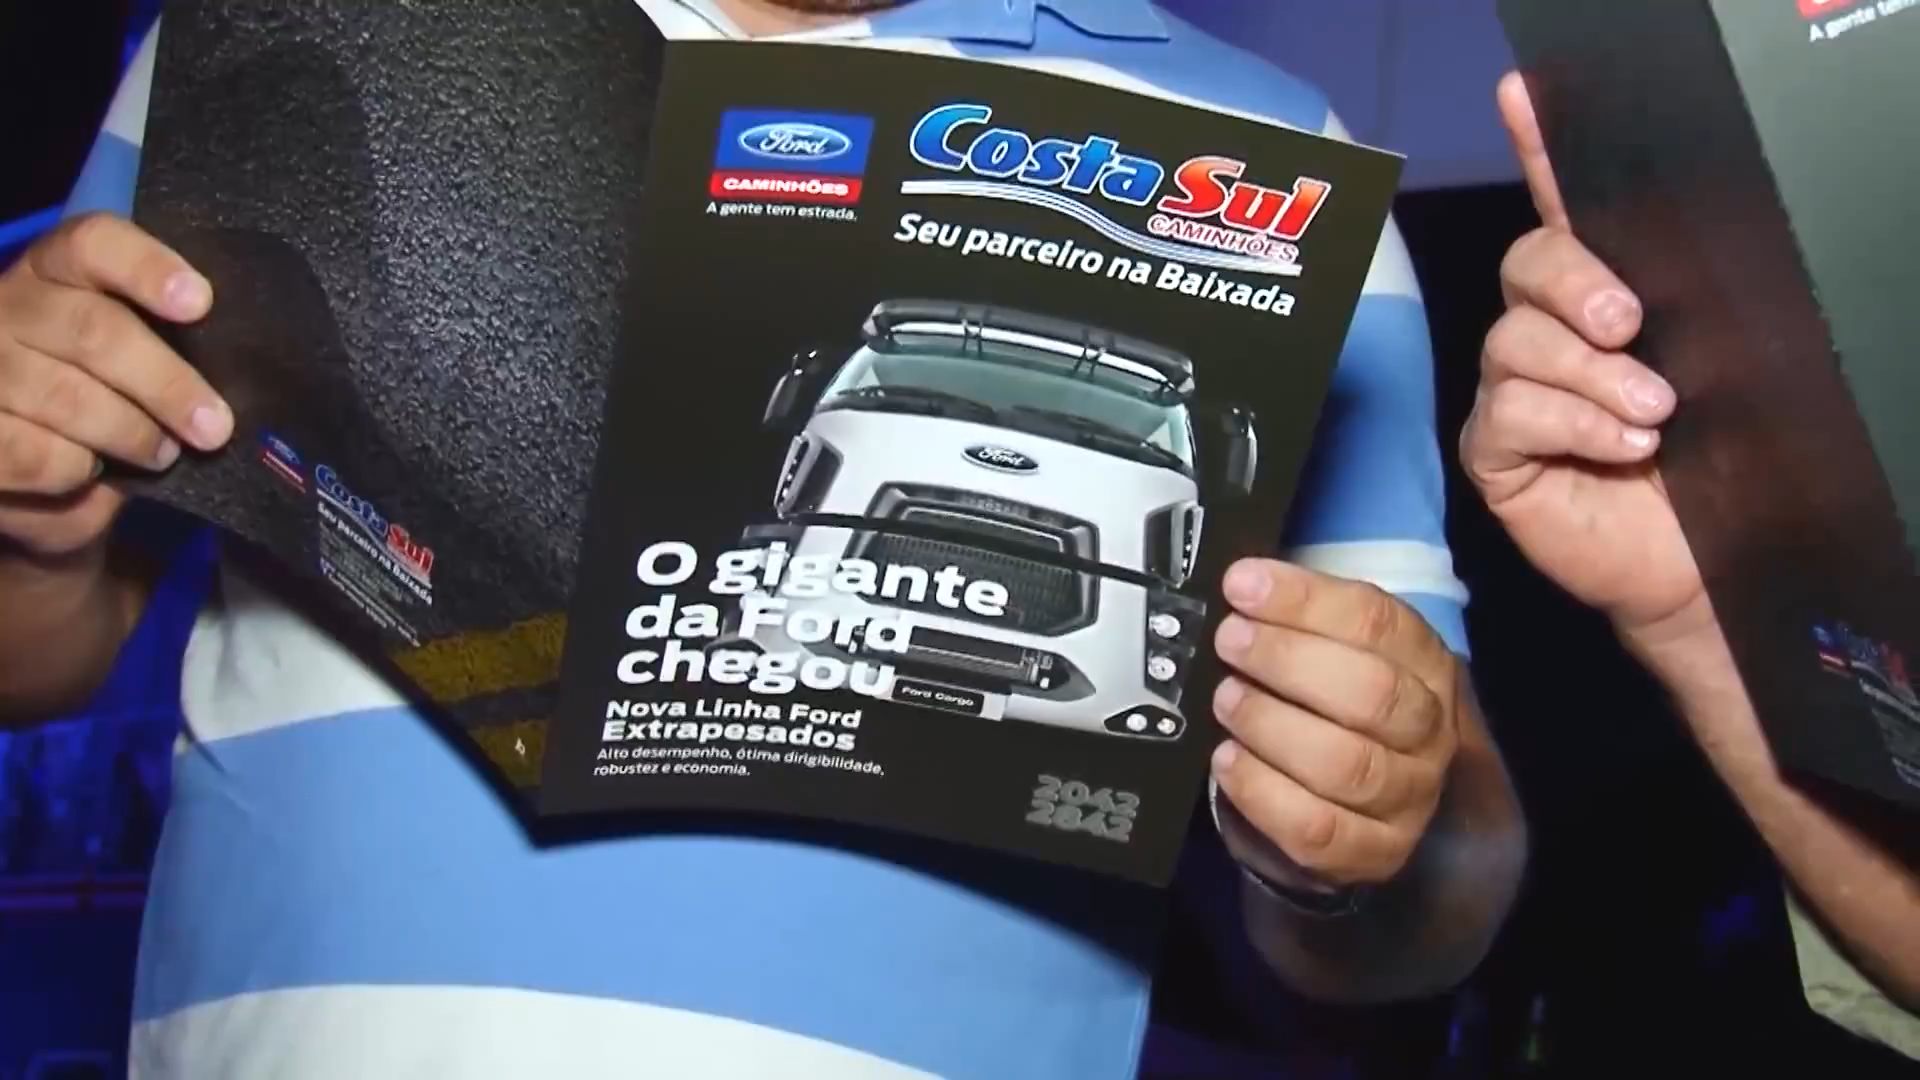 Ford
CAMINHÕES
A gente tem estrada.
Costa Sul
CAMINHÕES
Seu parceiro na Baixada
Ford
O gigante
da Ford
chegou
Ford Cargo
Nova Linha Ford
Extrapesados
Alto desempenho, ótima dirigibilidade,
robustez e economia.
2042
2842
Costa Sul
Seu parceiro na Baixada
A gente tem